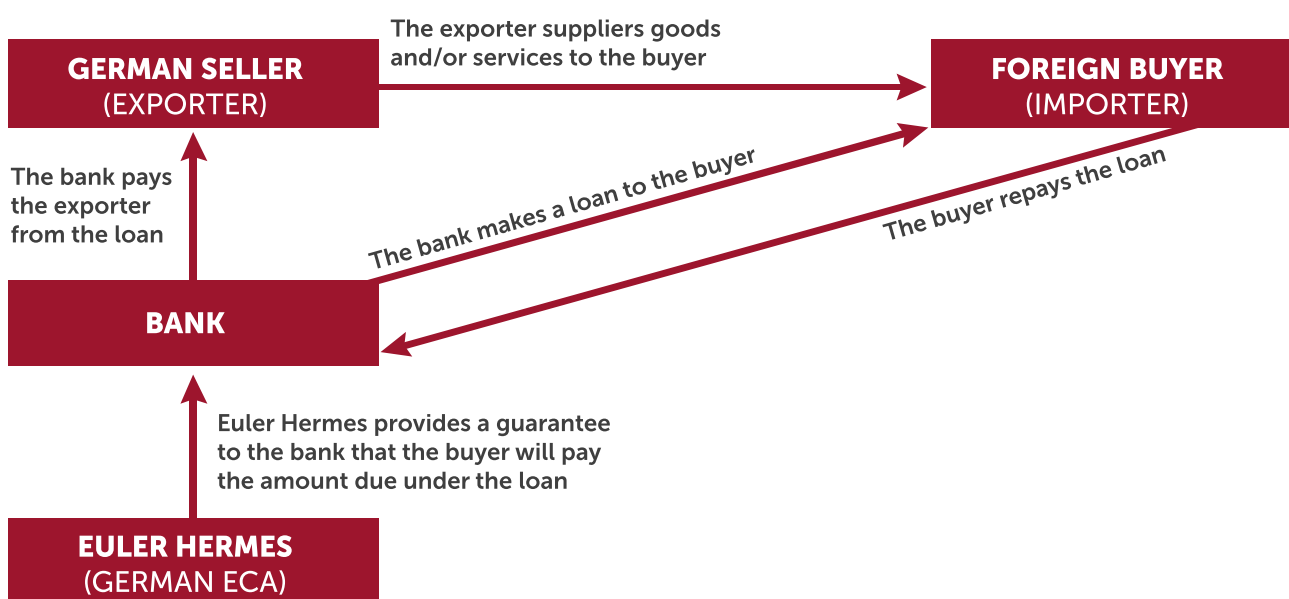 The exporter suppliers goods
and/or services to the buyer
GERMAN SELLER
(EXPORTER)
FOREIGN BUYER
(IMPORTER)
The bank pays
the exporter
from the loan
The bank makes a loan to the buyer
The buyer repays the loan
BANK
Euler Hermes provides a guarantee
to the bank that the buyer will pay
the amount due under the loan
EULER HERMES
(GERMAN ECA)